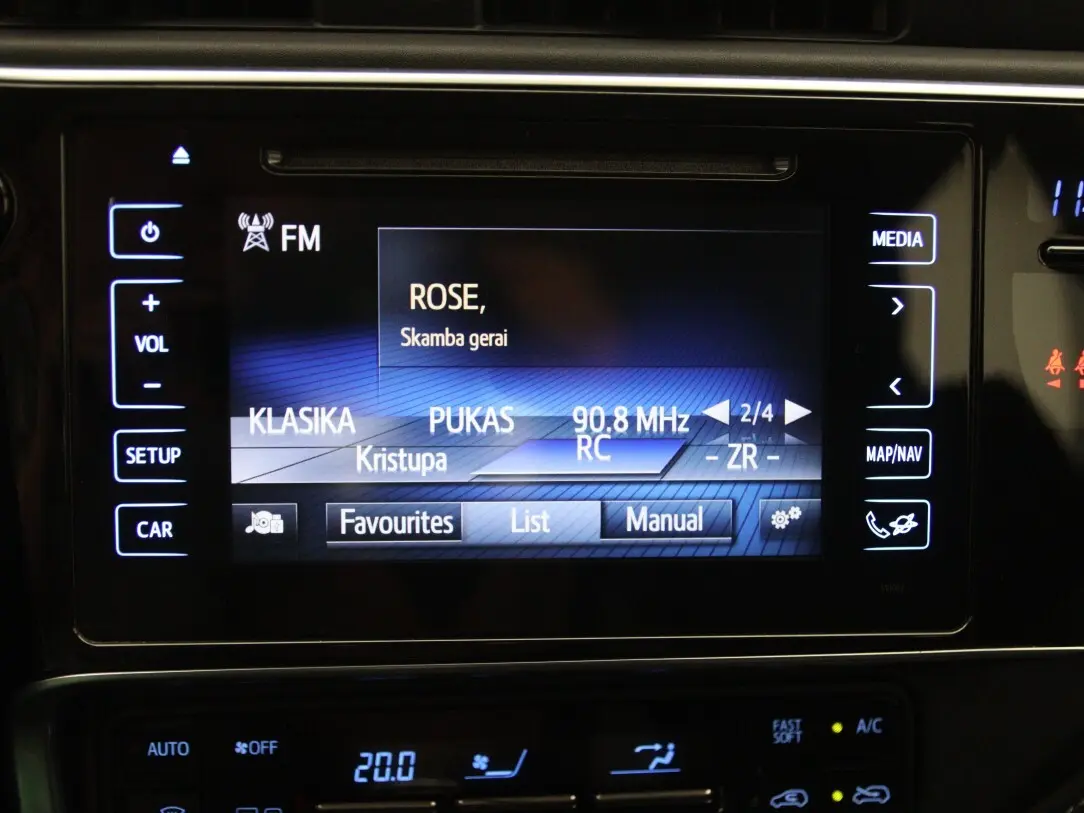 FM
MEDIA
ROSE,
Skamba gerai
+
VOL
−
>
<
KLASIKA PUKAS 90.8 MHz 2/4
Kristupa RC - ZR -
SETUP
MAP/NAV
CAR
Favourites List Manual
AUTO
OFF
20.0
FAST
SOFT
A/C